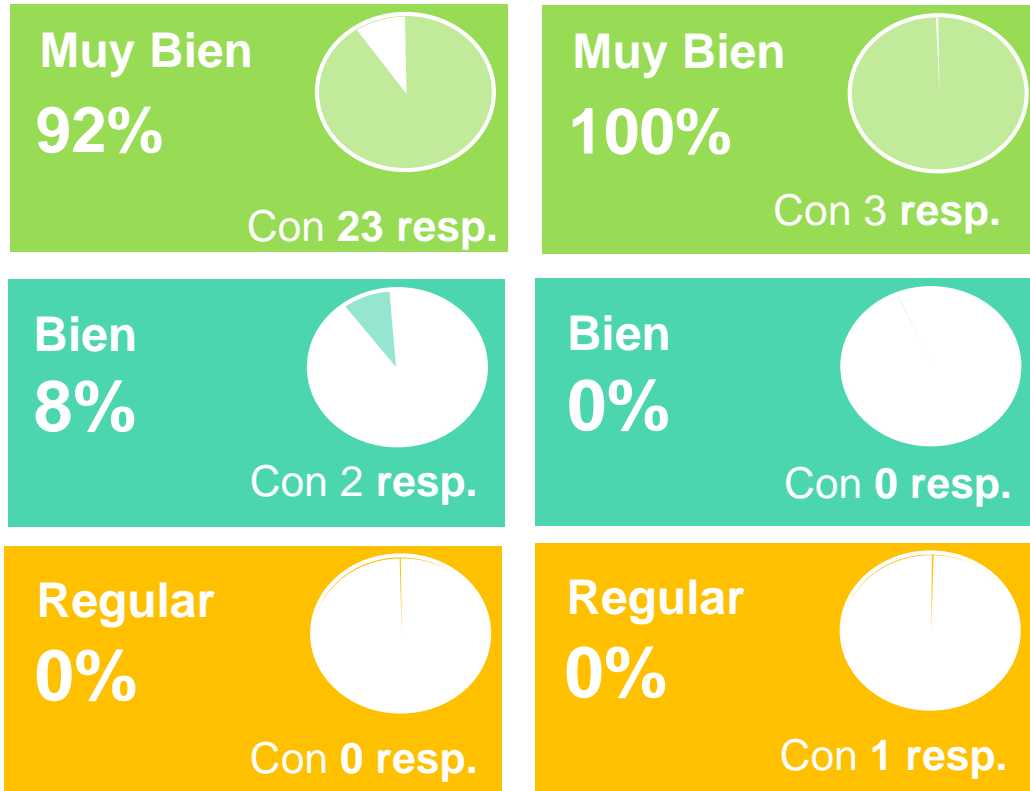 Muy Bien
92%
Con 23 resp.
Muy Bien
100%
Con 3 resp.
Bien
8%
Con 2 resp.
Bien
0%
Con 0 resp.
Regular
0%
Con 0 resp.
Regular
0%
Con 1 resp.